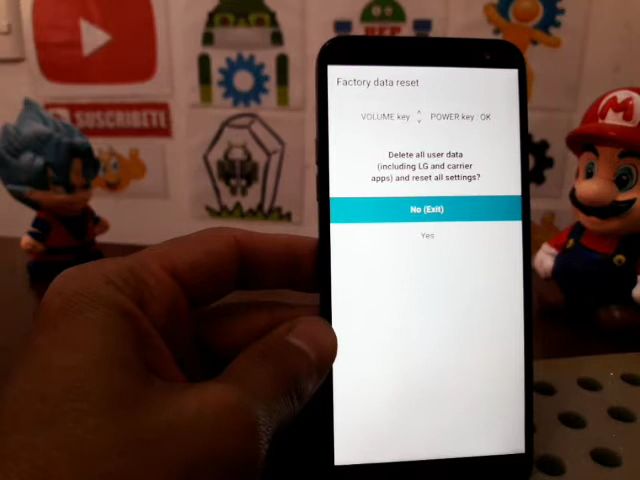 Factory data reset
VOLUME key POWER key : OK
Delete all user data
(including LG and carrier
apps) and reset all settings?
No (Exit)
Yes
SUSCRIBETE